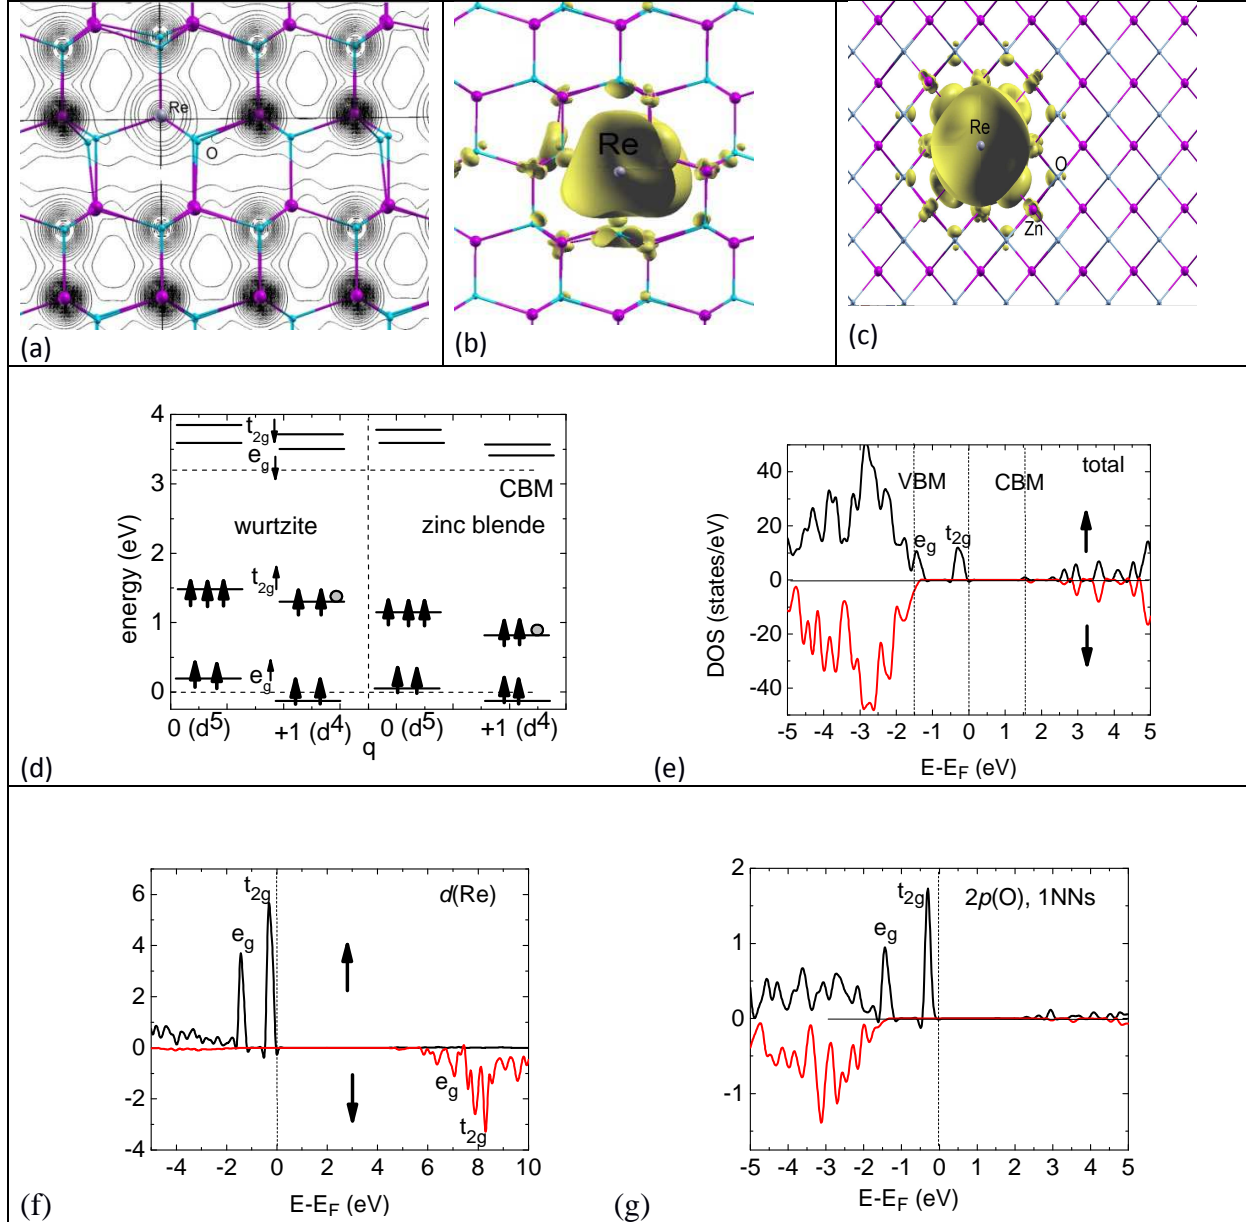 Re
O
(a)
Re
(b)
Re
O
Zn
(c)
4
3
2
1
0
energy (eV)
t2g
eg
CBM
wurtzite
zinc blende
t2g
eg
0 (d5)
+1 (d4)
0 (d5)
+1 (d4)
q
(d)
40
20
0
-20
-40
DOS (states/eV)
VBM
CBM
total
eg
t2g
-5 -4 -3 -2 -1 0 1 2 3 4 5
E-EF (eV)
(e)
6
4
2
0
-2
-4
t2g
eg
d(Re)
eg
t2g
-4 -2 0 2 4 6 8 10
E-EF (eV)
(f)
2
1
0
-1
t2g
eg
2p(O), 1NNs
-5 -4 -3 -2 -1 0 1 2 3 4 5
E-EF (eV)
(g)